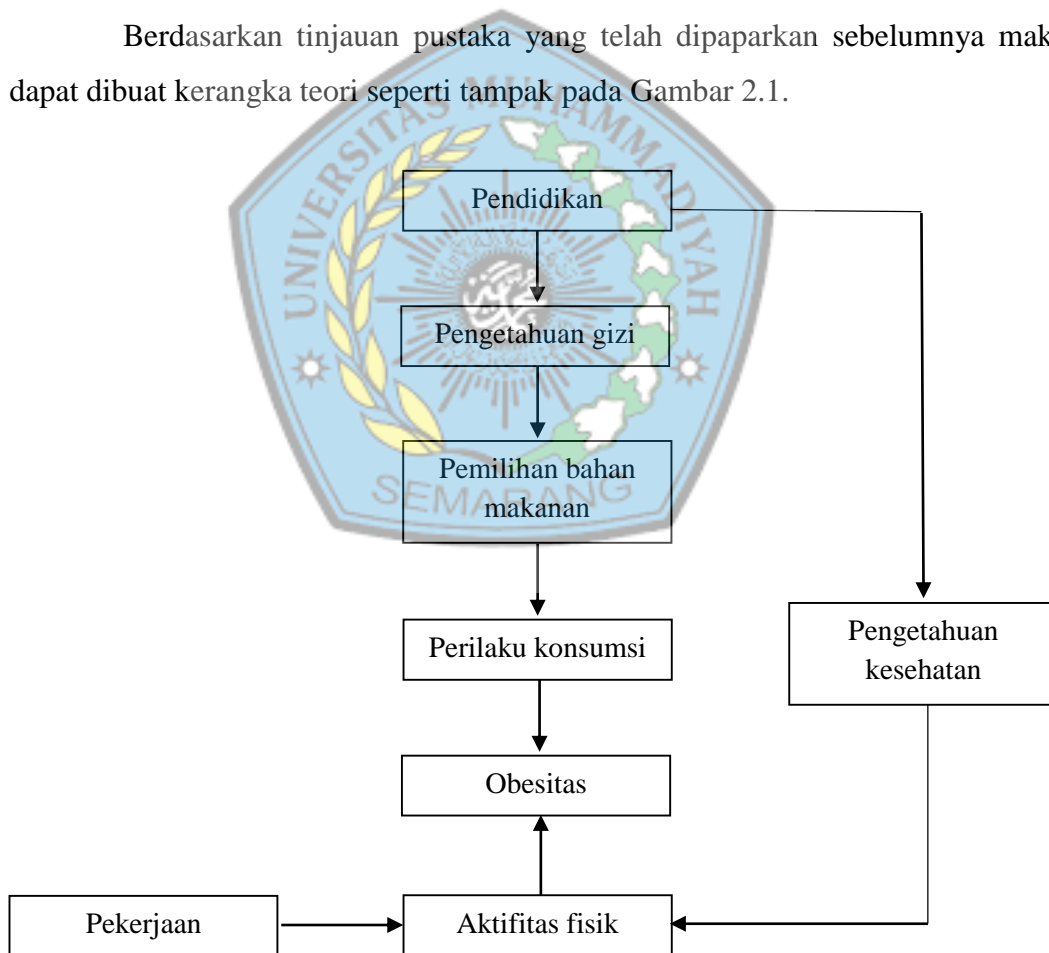 Berdasarkan tinjauan pustaka yang telah dipaparkan sebelumnya mak
dapat dibuat kerangka teori seperti tampak pada Gambar 2.1.
UNIVERSITAS MUHAMMADIYAH
SEMARANG
Pendidikan
Pengetahuan gizi
Pemilihan bahan
makanan
Perilaku konsumsi
Pengetahuan
kesehatan
Obesitas
Pekerjaan
Aktifitas fisik